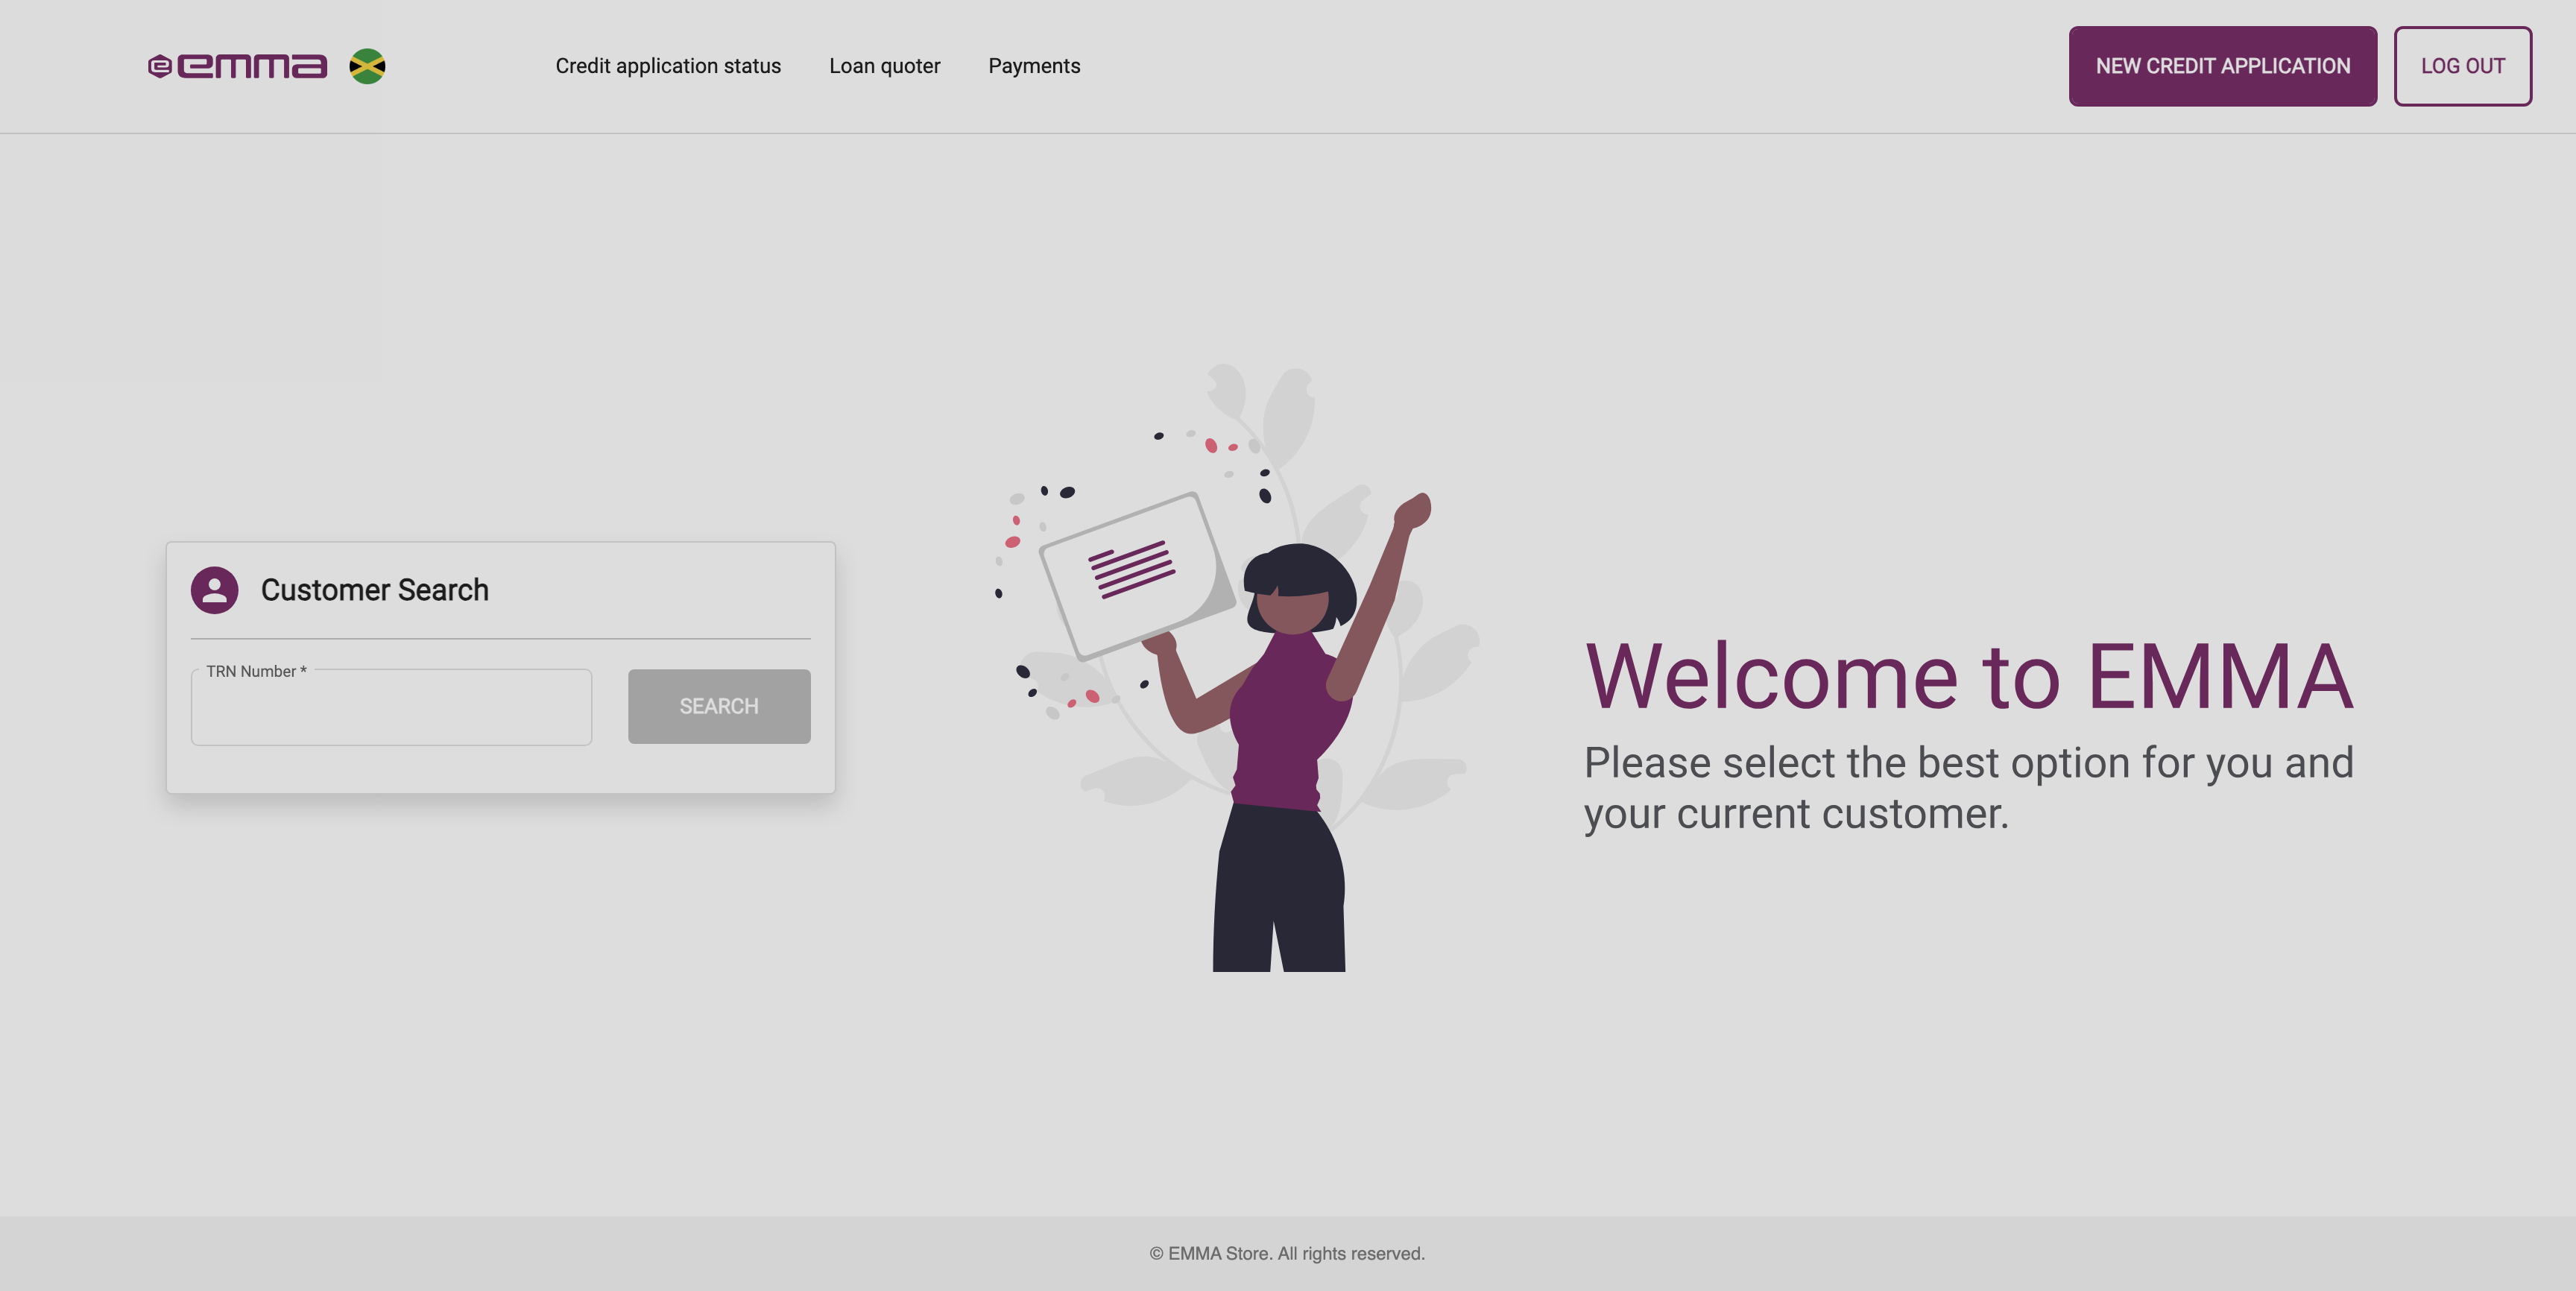 emma
Credit application status
Loan quoter
Payments
NEW CREDIT APPLICATION
LOG OUT
Customer Search
TRN Number *
SEARCH
Welcome to EMMA
Please select the best option for you and
your current customer.
© EMMA Store. All rights reserved.